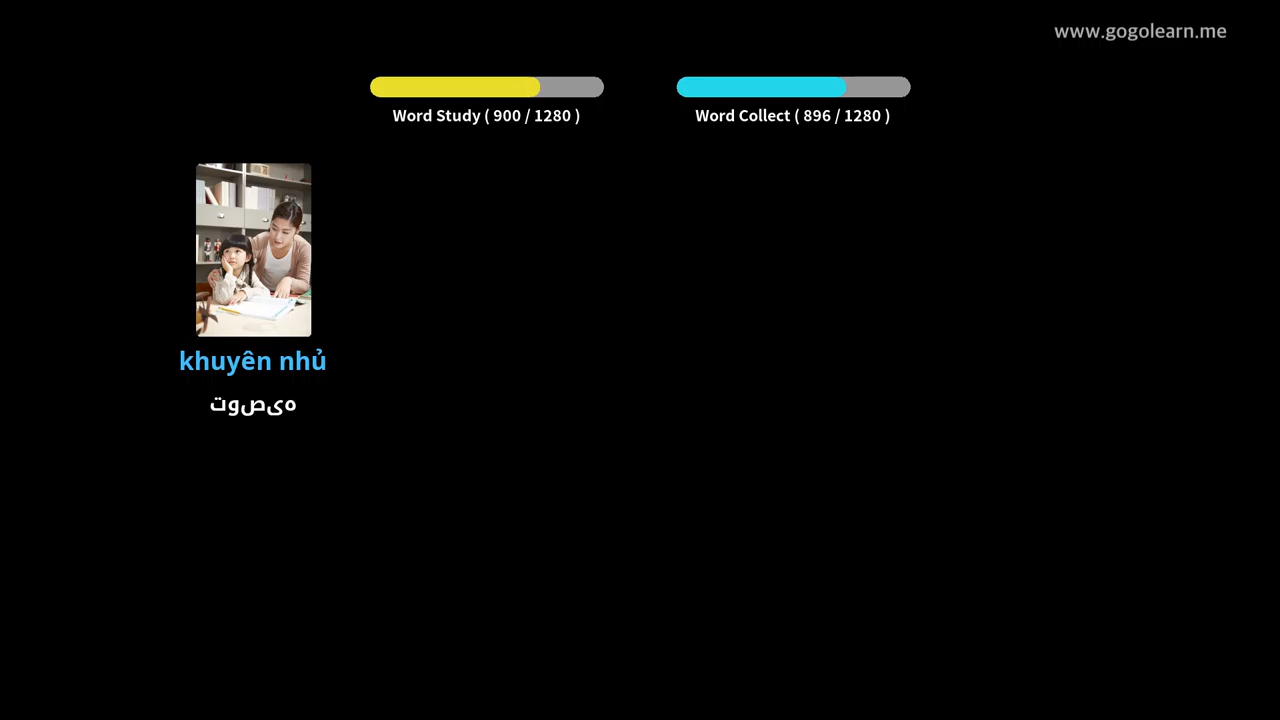 www.gogolearn.me
Word Study ( 900 / 1280 )
Word Collect ( 896 / 1280 )
khuyên nhủ
توصیه